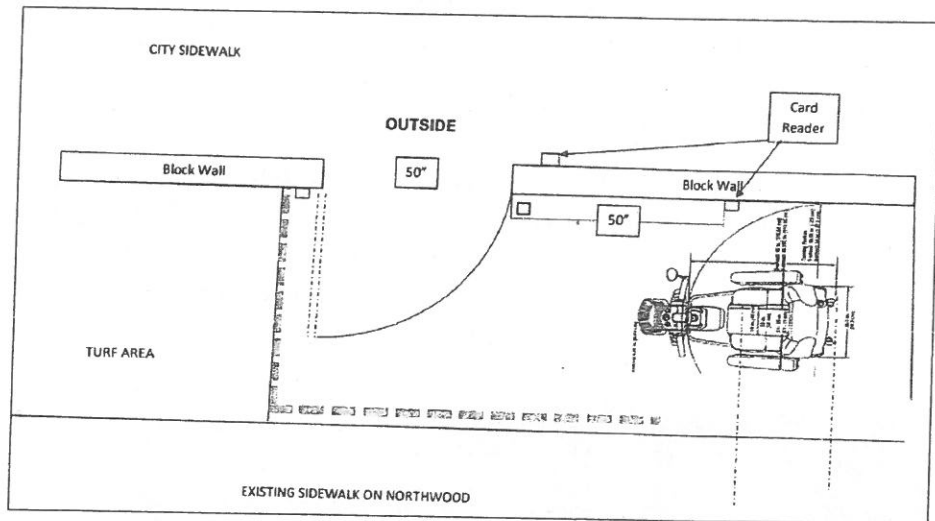 CITY SIDEWALK
Card
Reader
OUTSIDE
Block Wall
50"
Block Wall
50"
TURF AREA
EXISTING SIDEWALK ON NORTHWOOD